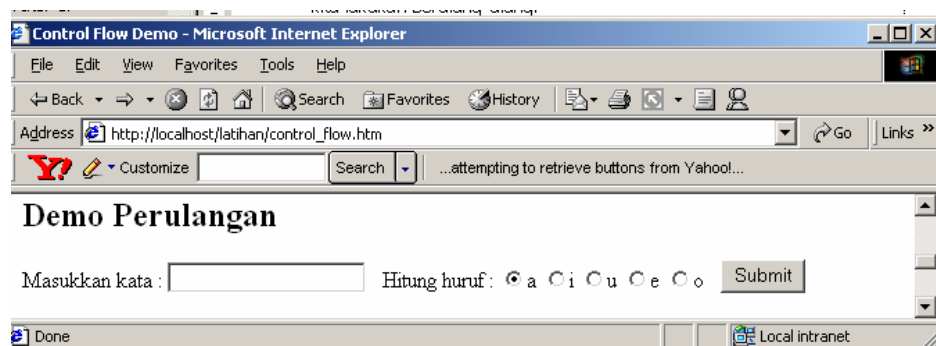 Control Flow Demo - Microsoft Internet Explorer
File Edit View Favorites Tools Help
Back Search Favorites History
Address http://localhost/latihan/control_flow.htm Go Links »
Y! Customize Search ...attempting to retrieve buttons from Yahoo!...
Demo Perulangan
Masukkan kata : Hitung huruf : a i u e o Submit
Done Local intranet